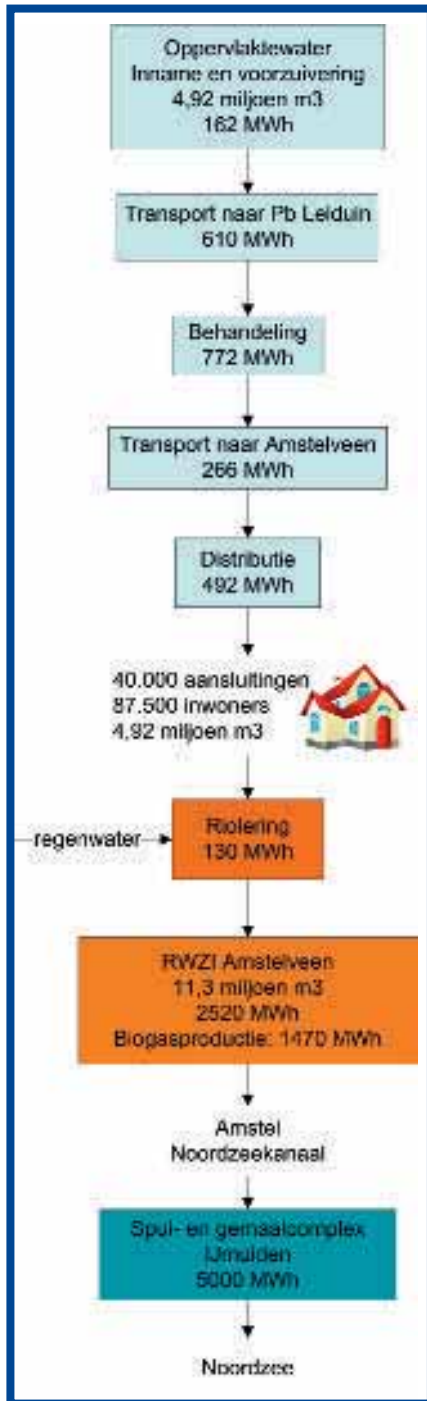 Oppervlaktewater
Inname en voorzuivering
4,92 miljoen m3
162 MWh
Transport naar Pb Leiduin
610 MWh
Behandeling
772 MWh
Transport naar Amstelveen
266 MWh
Distributie
492 MWh
40.000 aansluitingen
87.500 inwoners
4,92 miljoen m3
regenwater
Riolering
130 MWh
RWZI Amstelveen
11,3 miljoen m3
2520 MWh
Biogasproductie: 1470 MWh
Amstel
Noordzeekanaal
Spui- en gemaalcomplex
IJmuiden
5000 MWh
Noordzee